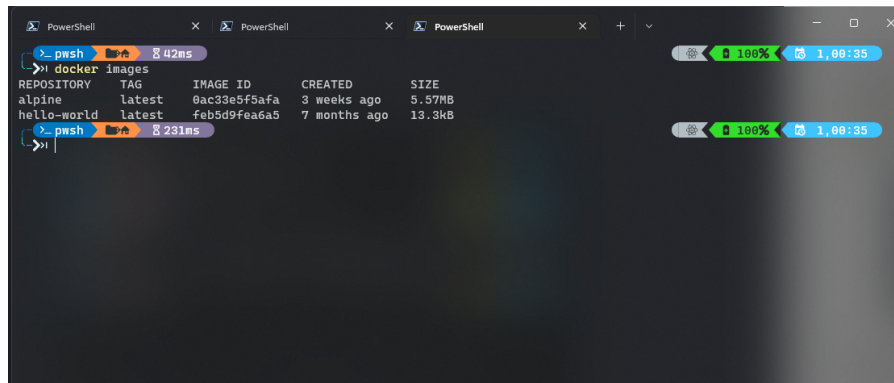 PowerShell PowerShell PowerShell
pwsh 42ms 100% 1,00:35
docker images
REPOSITORY TAG IMAGE ID CREATED SIZE
alpine latest 0ac33e5f5afa 3 weeks ago 5.57MB
hello-world latest feb5d9fea6a5 7 months ago 13.3kB
pwsh 231ms 100% 1,00:35